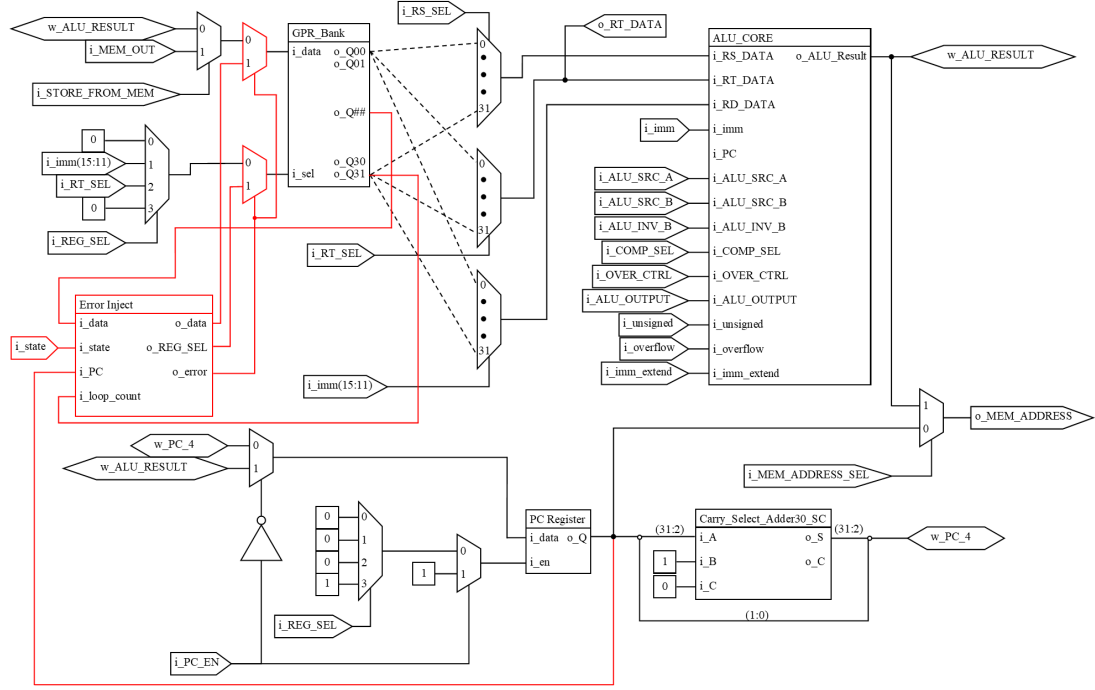 w_ALU_RESULT
i_MEM_OUT
i_STORE_FROM_MEM
0
1
0
1
GPR_Bank
i_data o_Q00
o_Q01
o_Q##
o_Q30
i_sel o_Q31
0
i_imm(15:11)
i_RT_SEL
0
i_REG_SEL
0
1
2
3
0
1
i_RS_SEL
0
31
o_RT_DATA
0
31
i_RT_SEL
0
31
i_imm(15:11)
ALU_CORE
i_RS_DATA o_ALU_Result
i_RT_DATA
i_RD_DATA
i_imm i_imm
i_PC
i_ALU_SRC_A i_ALU_SRC_A
i_ALU_SRC_B i_ALU_SRC_B
i_ALU_INV_B i_ALU_INV_B
i_COMP_SEL i_COMP_SEL
i_OVER_CTRL i_OVER_CTRL
i_ALU_OUTPUT i_ALU_OUTPUT
i_unsigned i_unsigned
i_overflow i_overflow
i_imm_extend i_imm_extend
w_ALU_RESULT
Error Inject
i_data o_data
i_state i_state
o_REG_SEL
i_PC o_error
i_loop_count
1
0
o_MEM_ADDRESS
i_MEM_ADDRESS_SEL
w_PC_4
w_ALU_RESULT
0
1
0
0
0
1
0
1
2
3
i_REG_SEL
1
0
1
i_PC_EN
PC Register
i_data o_Q
i_en
(31:2)
Carry_Select_Adder30_SC
i_A o_S
1 i_B o_C
0 i_C
(31:2)
w_PC_4
(1:0)